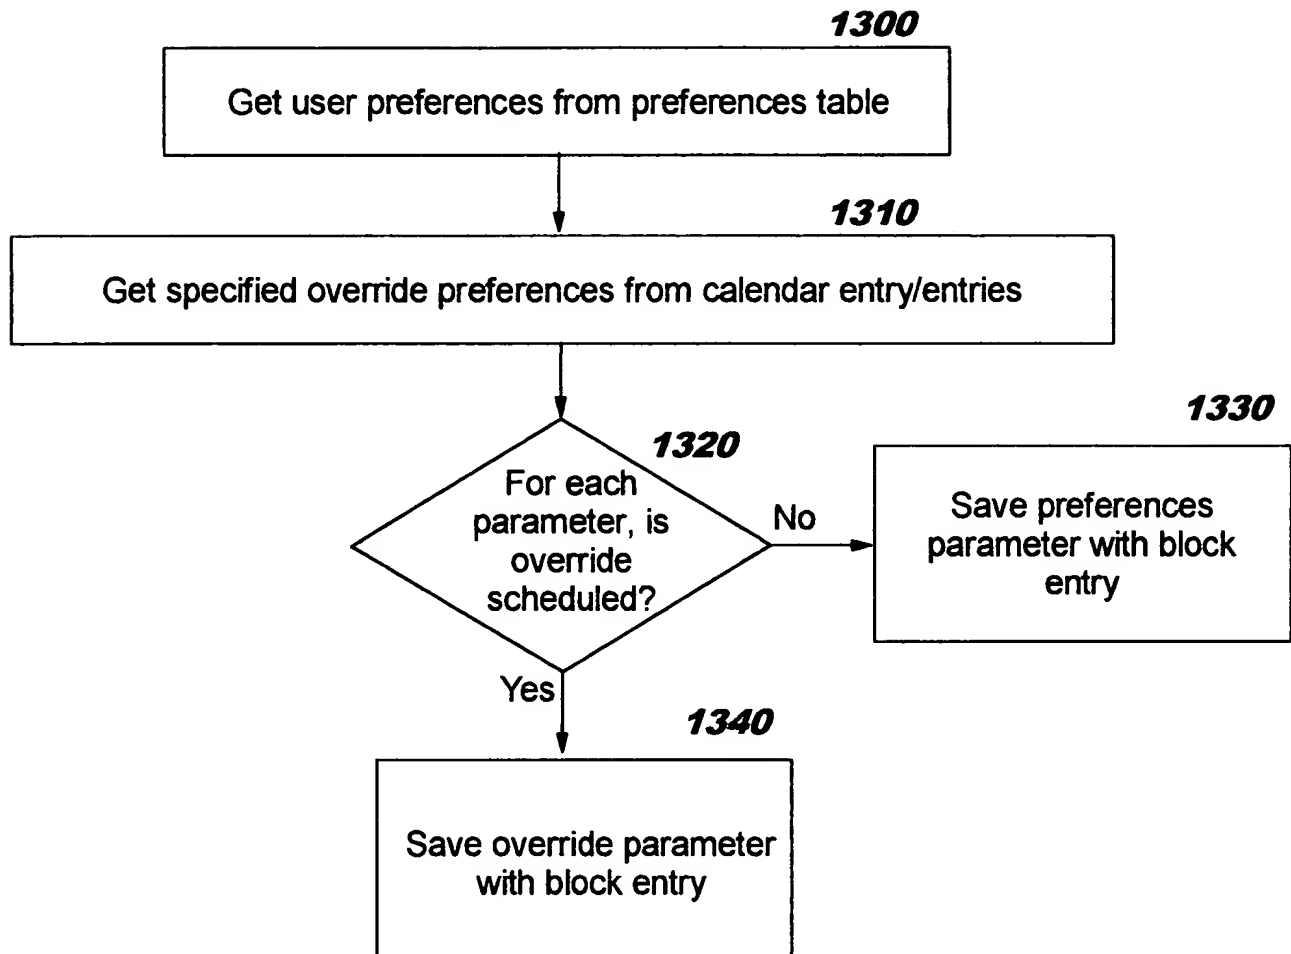 1300
Get user preferences from preferences table
1310
Get specified override preferences from calendar entry/entries
1320
For each
parameter, is
override
scheduled?
No
1330
Save preferences
parameter with block
entry
Yes
1340
Save override parameter
with block entry